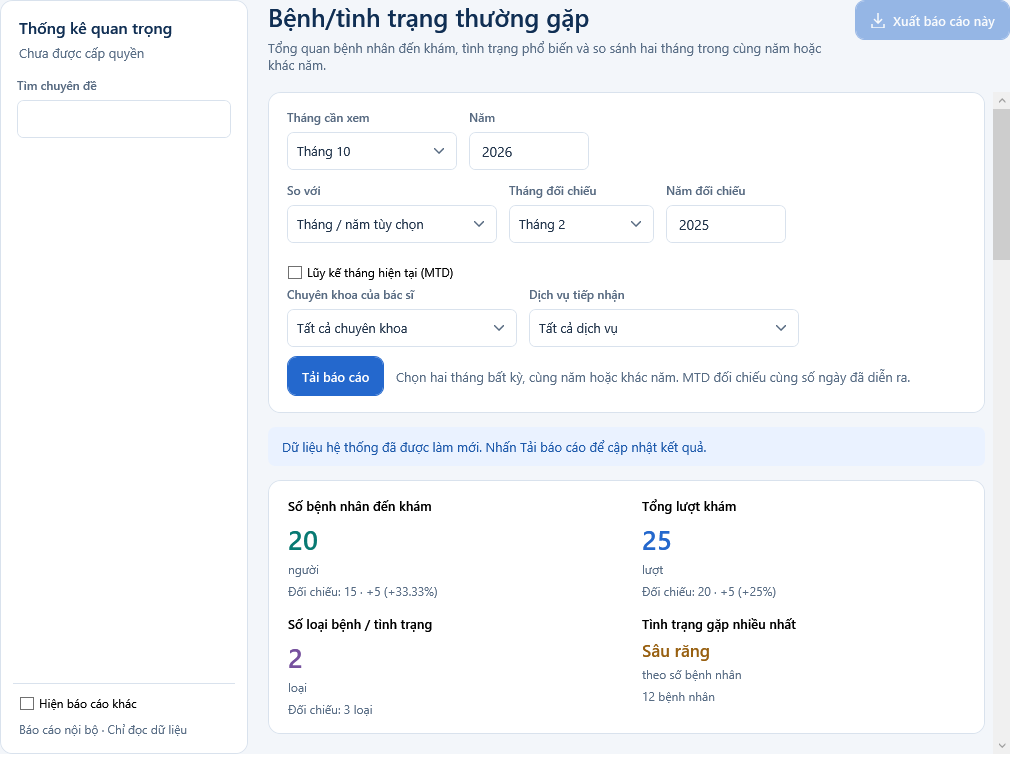 Thống kê quan trọng
Chưa được cấp quyền
Tìm chuyên đề
Hiện báo cáo khác
Báo cáo nội bộ · Chỉ đọc dữ liệu
Bệnh/tình trạng thường gặp
Tổng quan bệnh nhân đến khám, tình trạng phổ biến và so sánh hai tháng trong cùng năm hoặc
khác năm.
Xuất báo cáo này
Tháng cần xem
Năm
Tháng 10
2026
So với
Tháng đối chiếu
Năm đối chiếu
Tháng / năm tùy chọn
Tháng 2
2025
Lũy kế tháng hiện tại (MTD)
Chuyên khoa của bác sĩ
Dịch vụ tiếp nhận
Tất cả chuyên khoa
Tất cả dịch vụ
Tải báo cáo
Chọn hai tháng bất kỳ, cùng năm hoặc khác năm. MTD đối chiếu cùng số ngày đã diễn ra.
Dữ liệu hệ thống đã được làm mới. Nhấn Tải báo cáo để cập nhật kết quả.
Số bệnh nhân đến khám
20
người
Đối chiếu: 15 · +5 (+33.33%)
Tổng lượt khám
25
lượt
Đối chiếu: 20 · +5 (+25%)
Số loại bệnh / tình trạng
2
loại
Đối chiếu: 3 loại
Tình trạng gặp nhiều nhất
Sâu răng
theo số bệnh nhân
12 bệnh nhân